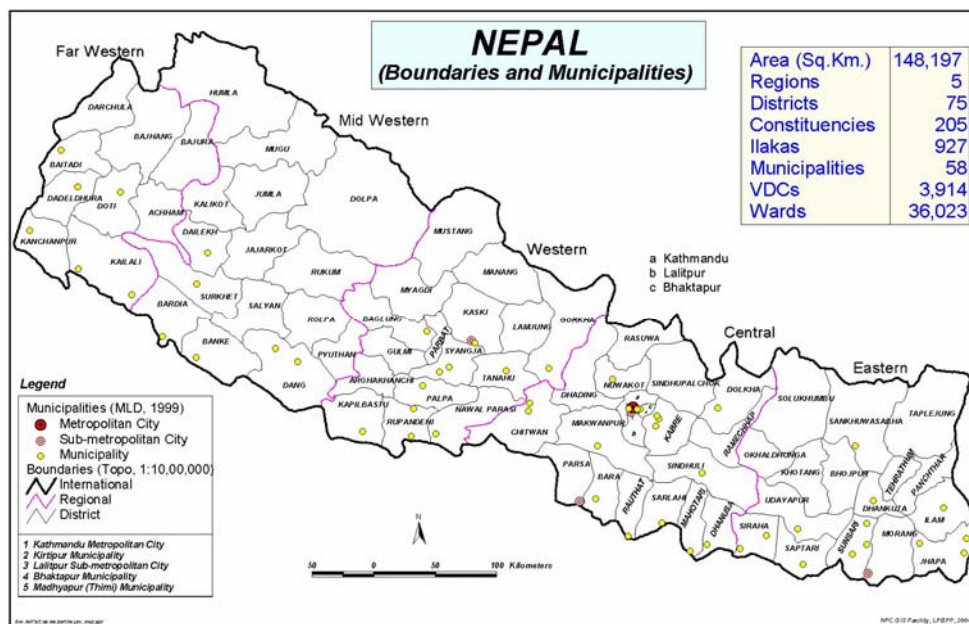 NEPAL
(Boundaries and Municipalities)
Area (Sq.Km.) 148,197
Regions 5
Districts 75
Constituencies 205
Ilakas 927
Municipalities 58
VDCs 3,914
Wards 36,023
Far Western
Mid Western
Western
Central
Eastern
a Kathmandu
b Lalitpur
c Bhaktapur
DARCHULA
HUMLA
BAJHANG
BAJURA
MUGU
BAITADI
DADELDHURA
DOTI
ACHHAM
KALIKOT
JUMLA
DOLPA
KANCHANPUR
KAILALI
DAILEKH
JAJARKOT
MUSTANG
BARDIA
SURKHET
SALYAN
RUKUM
MYAGDI
MANANG
ROLPA
BAGLUNG
PARBAT
KASKI
LAMJUNG
GORKHA
BANKE
PYUTHAN
GULMI
SYANGJA
RASUWA
DANG
ARGHAKHANCHI
TANAHU
DHADING
NUWAKOT
SINDHUPALCHOK
DOLKHA
SOLUKHUMBU
SANKHUWASABHA
TAPLEJUNG
KAPILBASTU
RUPANDEHI
PALPA
NAWAL PARASI
CHITWAN
MAKWANPUR
a
c
b
KABRE
RAMECHHAP
OKHALDHUNGA
KHOTANG
BHOJPUR
TEHRATHUM
PANCHTHAR
PARSA
BARA
RAUTHAT
SARLAHI
SINDHULI
MAHOTARI
DHANUSA
SIRAHA
UDAYAPUR
SAPTARI
DHANKUTA
SUNSARI
MORANG
ILAM
JHAPA
Legend
Municipalities (MLD, 1999)
Metropolitan City
Sub-metropolitan City
Municipality
Boundaries (Topo, 1:10,00,000)
International
Regional
District
1 Kathmandu Metropolitan City
2 Kirtipur Municipality
3 Lalitpur Sub-metropolitan City
4 Bhaktapur Municipality
5 Madhyapur (Thimi) Municipality
N
50 0 50 100 Kilometers
NPC GIS Facility, LPBPP,